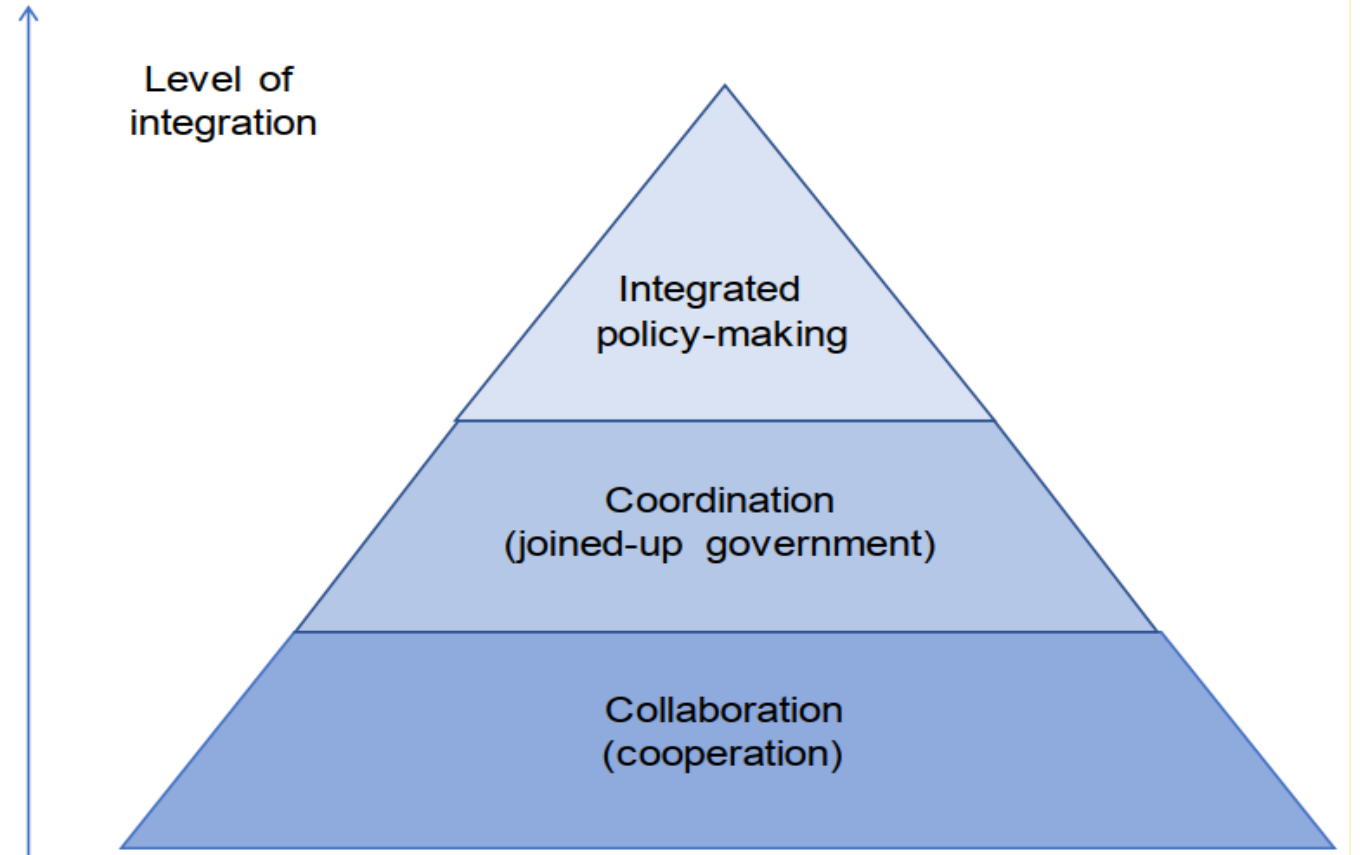 Level of
integration
Integrated
policy-making
Coordination
(joined-up government)
Collaboration
(cooperation)